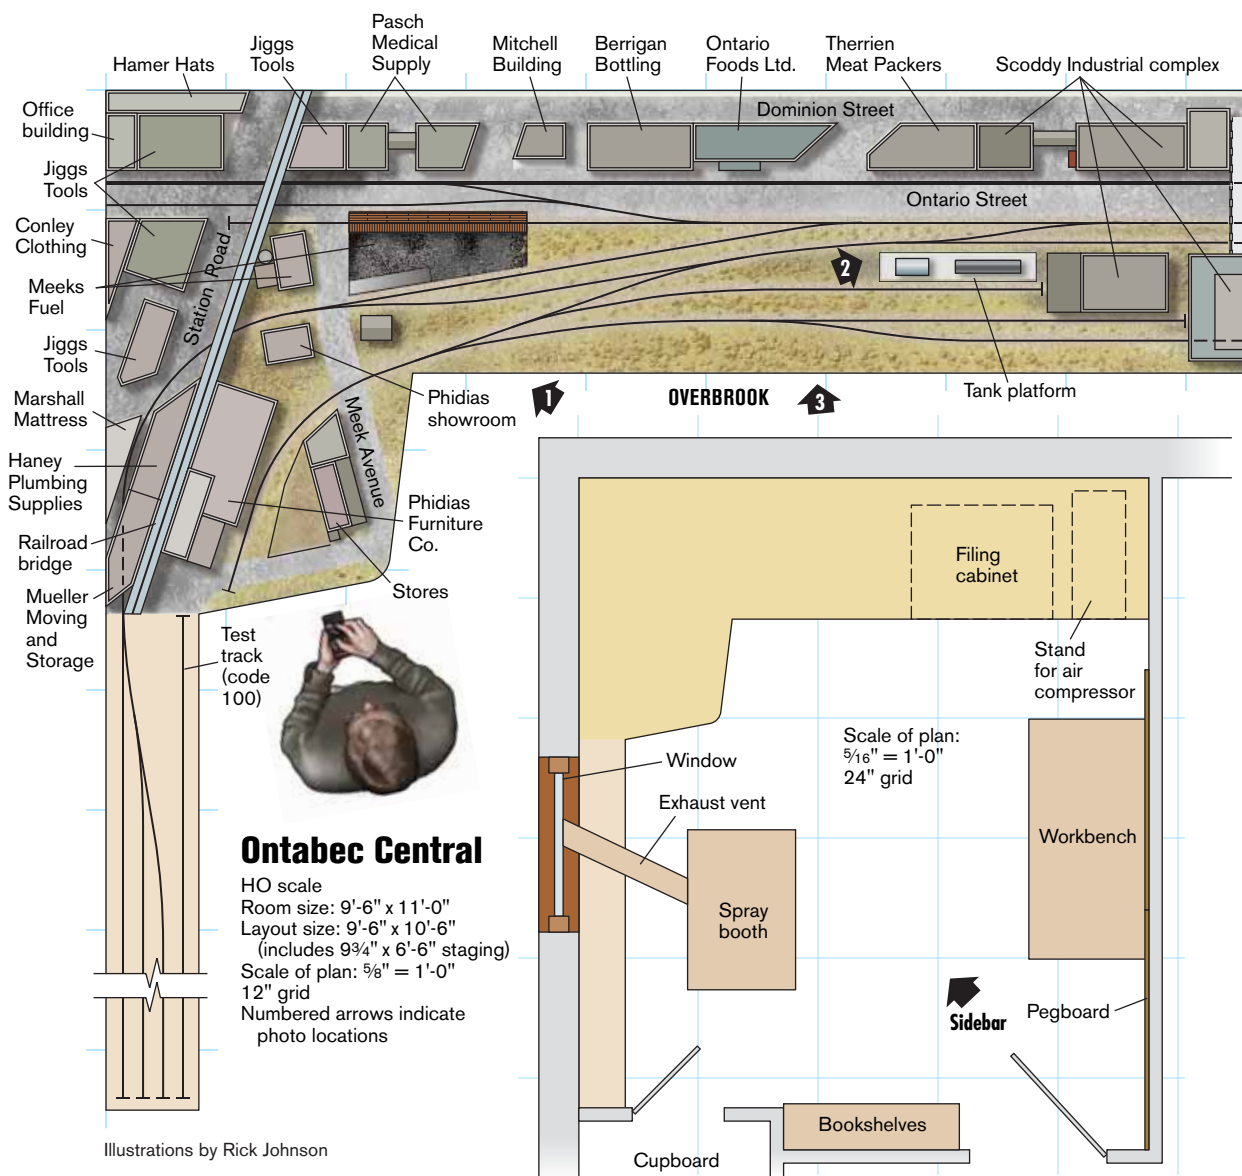 Hamer Hats
Jiggs
Tools
Pasch
Medical
Supply
Mitchell
Building
Berrigan
Bottling
Ontario
Foods Ltd.
Therrien
Meat Packers
Scoddy Industrial complex
Office
building
Jiggs
Tools
Conley
Clothing
Meeks
Fuel
Jiggs
Tools
Marshall
Mattress
Haney
Plumbing
Supplies
Railroad
bridge
Mueller
Moving
and
Storage
Dominion Street
Ontario Street
Station Road
2
Tank platform
1
OVERBROOK
3
Phidias
showroom
Meek Avenue
Phidias
Furniture
Co.
Stores
Test
track
(code
100)
Filing
cabinet
Stand
for air
compressor
Scale of plan:
5/16" = 1'-0"
24" grid
Window
Exhaust vent
Workbench
Spray
booth
Sidebar
Pegboard
Bookshelves
Cupboard
Ontabec Central
HO scale
Room size: 9'-6" x 11'-0"
Layout size: 9'-6" x 10'-6"
(includes 9¾" x 6'-6" staging)
Scale of plan: ⅝" = 1'-0"
12" grid
Numbered arrows indicate
photo locations
Illustrations by Rick Johnson